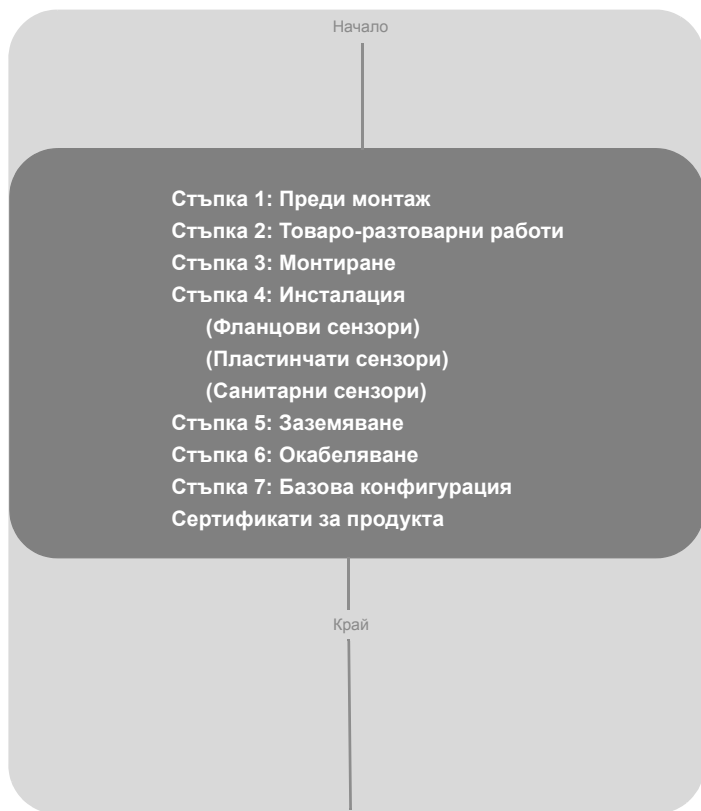 Начало
Стъпка 1: Преди монтаж
Стъпка 2: Товаро-разтоварни работи
Стъпка 3: Монтиране
Стъпка 4: Инсталация
(Фланцови сензори)
(Пластинчати сензори)
(Санитарни сензори)
Стъпка 5: Заземяване
Стъпка 6: Окабеляване
Стъпка 7: Базова конфигурация
Сертификати за продукта
Край